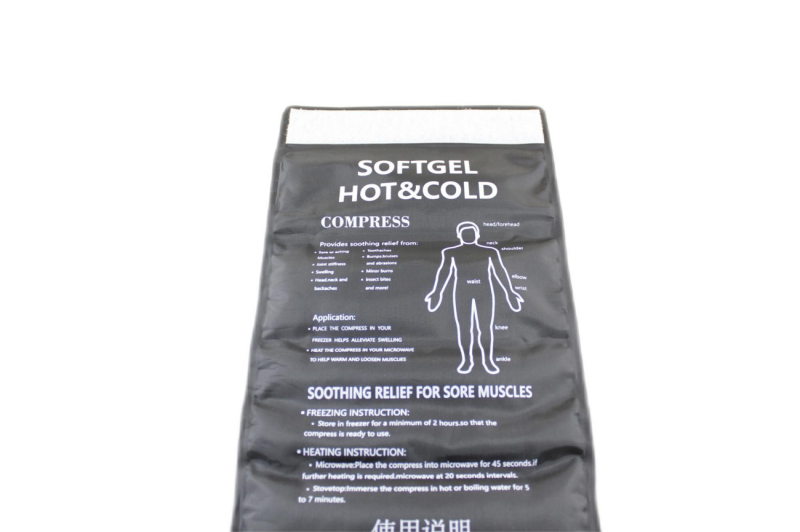 SOFTGEL
HOT&COLD
COMPRESS
head/forehead
neck
shoulder
elbow
wrist
waist
knee
ankle
Provides soothing relief from:
• Sore or aching
Muscles
• Joint stiffness
• Swelling
• Head,neck and
backaches
• Toothaches
• Bumps,bruises
and abrasions
• Minor burns
• Insect bites
and more!
Application:
• PLACE THE COMPRESS IN YOUR
FREEZER HELPS ALLEVIATE SWELLING
• HEAT THE COMPRESS IN YOUR MICROWAVE
TO HELP WARM AND LOOSEN MUSCLES
SOOTHING RELIEF FOR SORE MUSCLES
• FREEZING INSTRUCTION:
• Store in freezer for a minimum of 2 hours.so that the
compress is ready to use.
• HEATING INSTRUCTION:
• Microwave:Place the compress into microwave for 45 seconds.if
further heating is required.microwave at 20 seconds intervals.
• Stovetop:Immerse the compress in hot or bolling water for 5
to 7 minutes.
使用说明